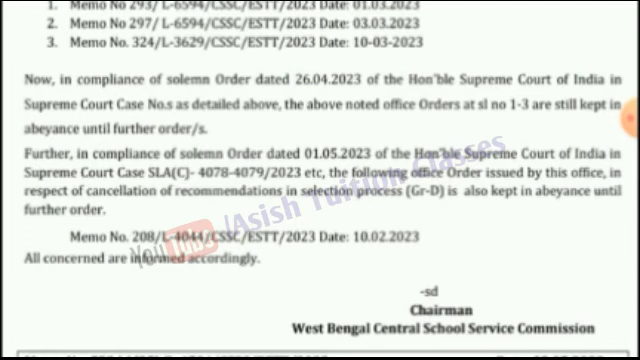 1. Memo No 293/ L-6594/CSSC/ESTT/2023 Date: 01.03.2023
2. Memo No 297/ L-6594/CSSC/ESTT/2023 Date: 03.03.2023
3. Memo No. 324/L-3629/CSSC/ESTT/2023 Date: 10-03-2023
Now, in compliance of solemn Order dated 26.04.2023 of the Hon'ble Supreme Court of India in
Supreme Court Case No.s as detailed above, the above noted office Orders at sl no 1-3 are still kept in
abeyance until further order/s.
Further, in compliance of solemn Order dated 01.05.2023 of the Hon'ble Supreme Court of India in
Supreme Court Case SLA(C)- 4078-4079/2023 etc, the following office Order issued by this office, in
respect of cancellation of recommendations in selection process (Gr-D) is also kept in abeyance until
further order.
Memo No. 208/L-4044/CSSC/ESTT/2023 Date: 10.02.2023
All concerned are informed accordingly.
YouTube /Asish Tuition Classes
-sd
Chairman
West Bengal Central School Service Commission